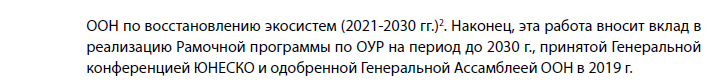 ООН по восстановлению экосистем (2021-2030 гг.)². Наконец, эта работа вносит вклад в
реализацию Рамочной программы по ОУР на период до 2030 г., принятой Генеральной
конференцией ЮНЕСКО и одобренной Генеральной Ассамблеей ООН в 2019 г.